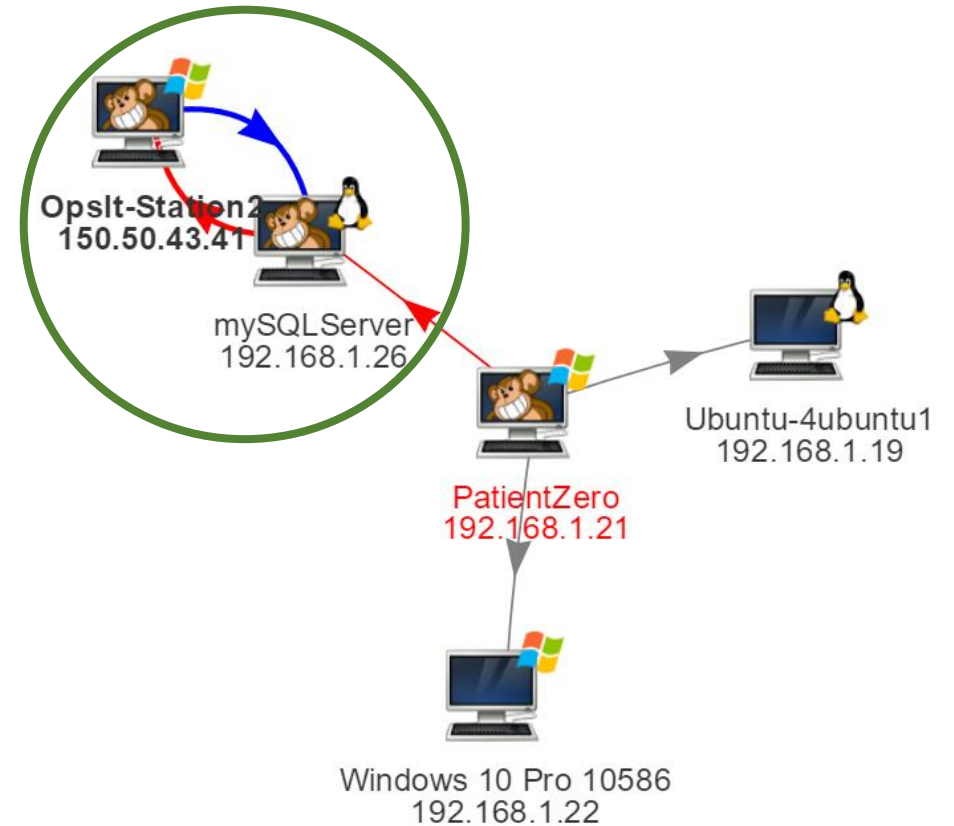 OpsIt-Station2
150.50.43.41
mySQLServer
192.168.1.26
Ubuntu-4ubuntu1
192.168.1.19
PatientZero
192.168.1.21
Windows 10 Pro 10586
192.168.1.22